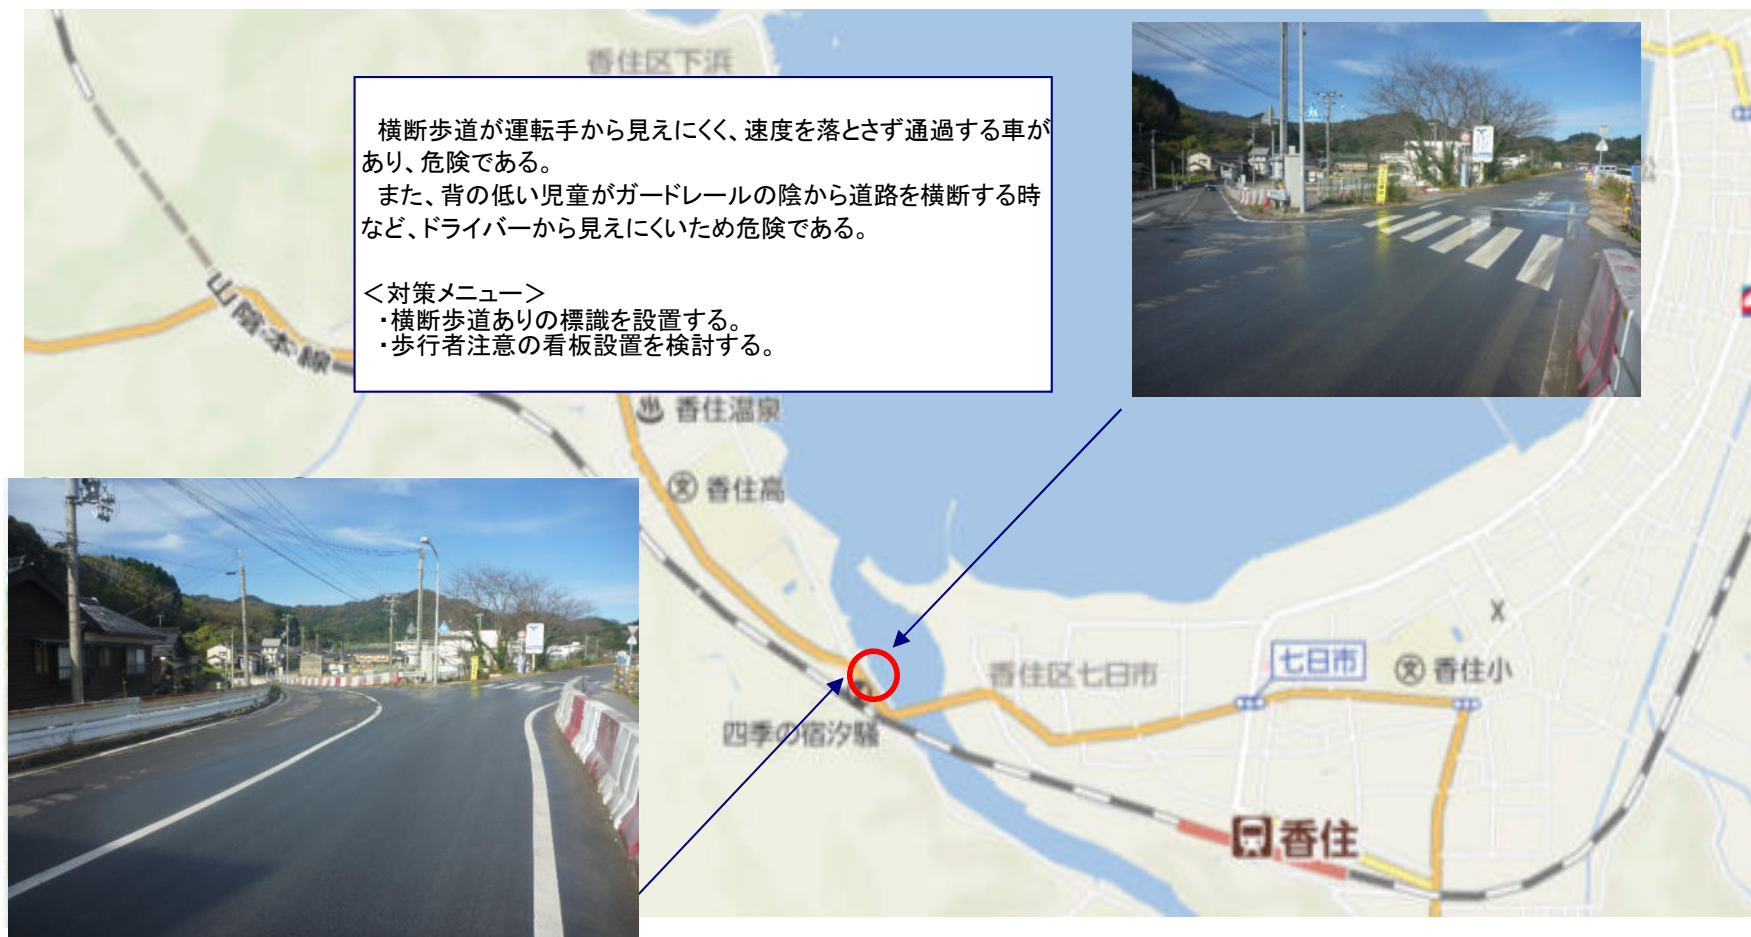 香住区下浜
横断歩道が運転手から見えにくく、速度を落とさず通過する車が
あり、危険である。
また、背の低い児童がガードレールの陰から道路を横断する時
など、ドライバーから見えにくいため危険である。
＜対策メニュー＞
・横断歩道ありの標識を設置する。
・歩行者注意の看板設置を検討する。
山陰本線
香住温泉
文 香住高
香住区七日市
七日市
文 香住小
四季の宿汐騒
香住